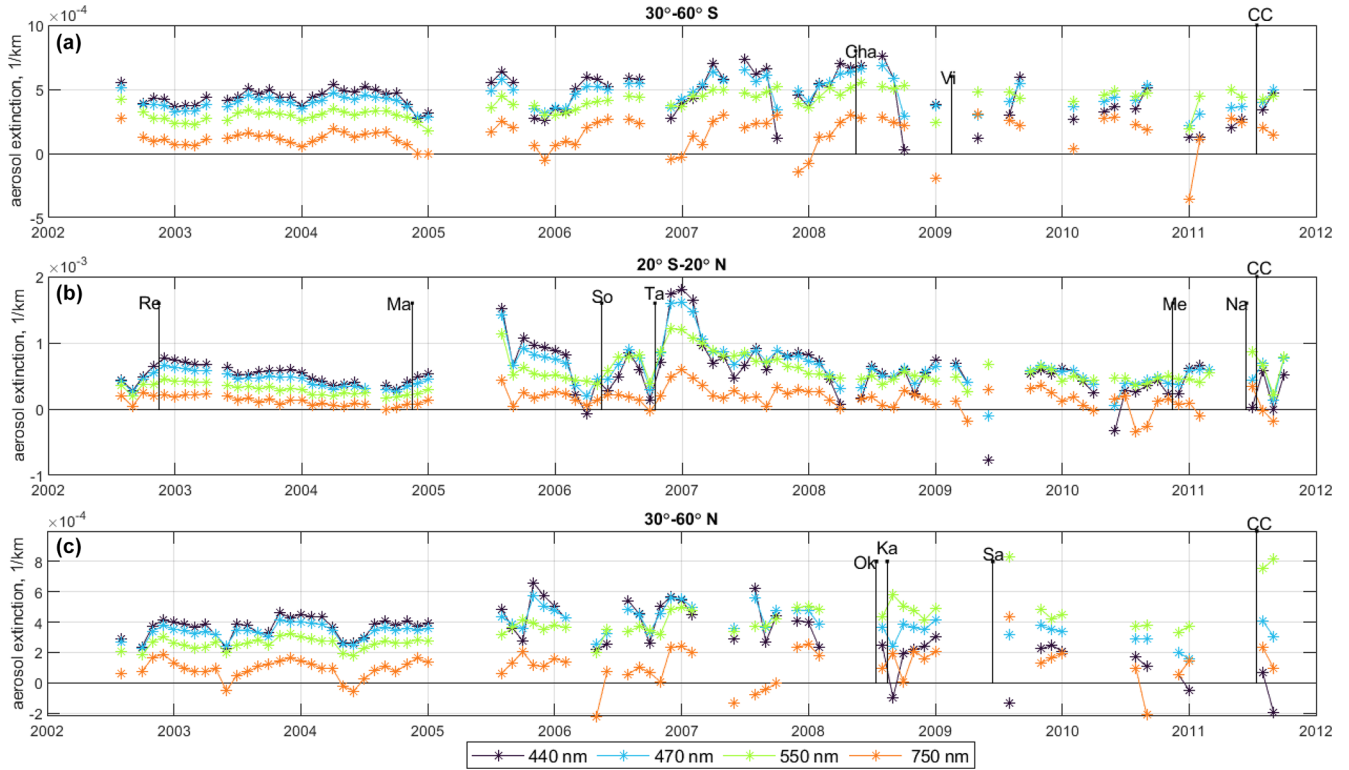 ×10⁻⁴
30°-60° S
CC
(a)
10
Gha
Vi
5
0
-5
aerosol extinction, 1/km
2002 2003 2004 2005 2006 2007 2008 2009 2010 2011 2012
×10⁻³
20° S-20° N
CC
(b)
2
Re
Ma
So
Ta
Me
Na
1
0
-1
aerosol extinction, 1/km
2002 2003 2004 2005 2006 2007 2008 2009 2010 2011 2012
×10⁻⁴
30°-60° N
CC
(c)
8
Ok
Ka
Sa
6
4
2
0
-2
aerosol extinction, 1/km
2002 2003 2004 2005 2006 2007 2008 2009 2010 2011 2012
440 nm 470 nm 550 nm 750 nm